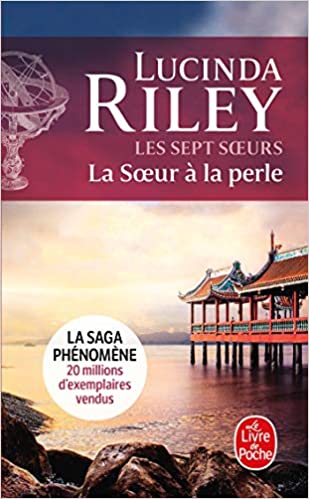 LUCINDA
RILEY
LES SEPT SŒURS
La Sœur à la perle
LA SAGA
PHÉNOMÈNE
20 millions
d'exemplaires
vendus
Le
Livre
de
Poche